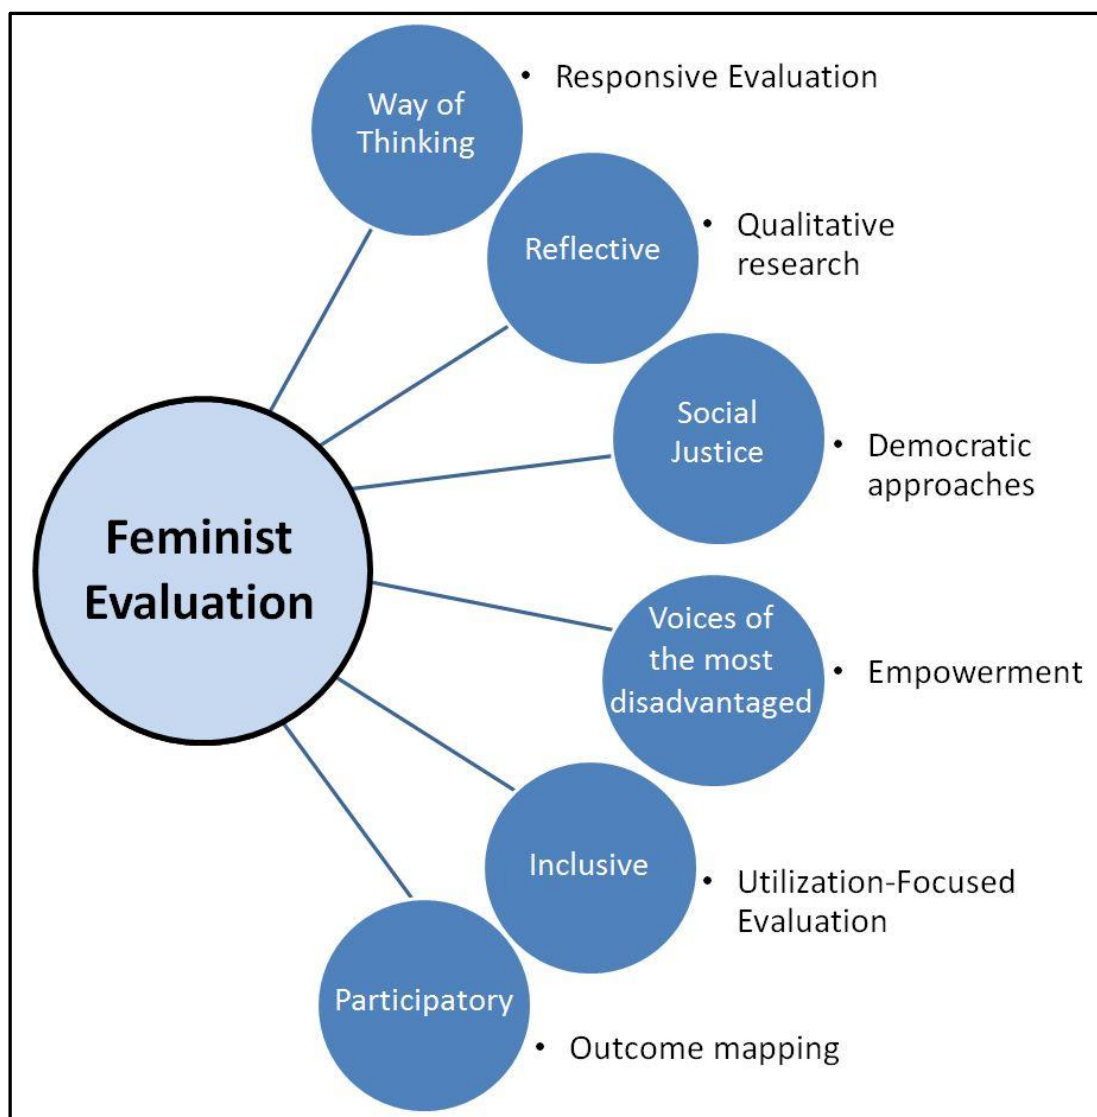 Way of
Thinking
• Responsive Evaluation
Reflective
• Qualitative
research
Social
Justice
• Democratic
approaches
Feminist
Evaluation
Voices of
the most
disadvantaged
• Empowerment
Inclusive
• Utilization-Focused
Evaluation
Participatory
• Outcome mapping